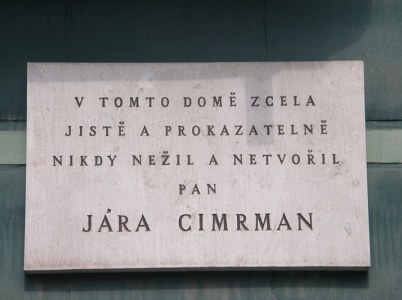 V TOMTO DOMĚ ZCELA
JISTĚ A PROKAZATELNĚ
NIKDY NEŽIL A NETVOŘIL
PAN
JÁRA CIMRMAN